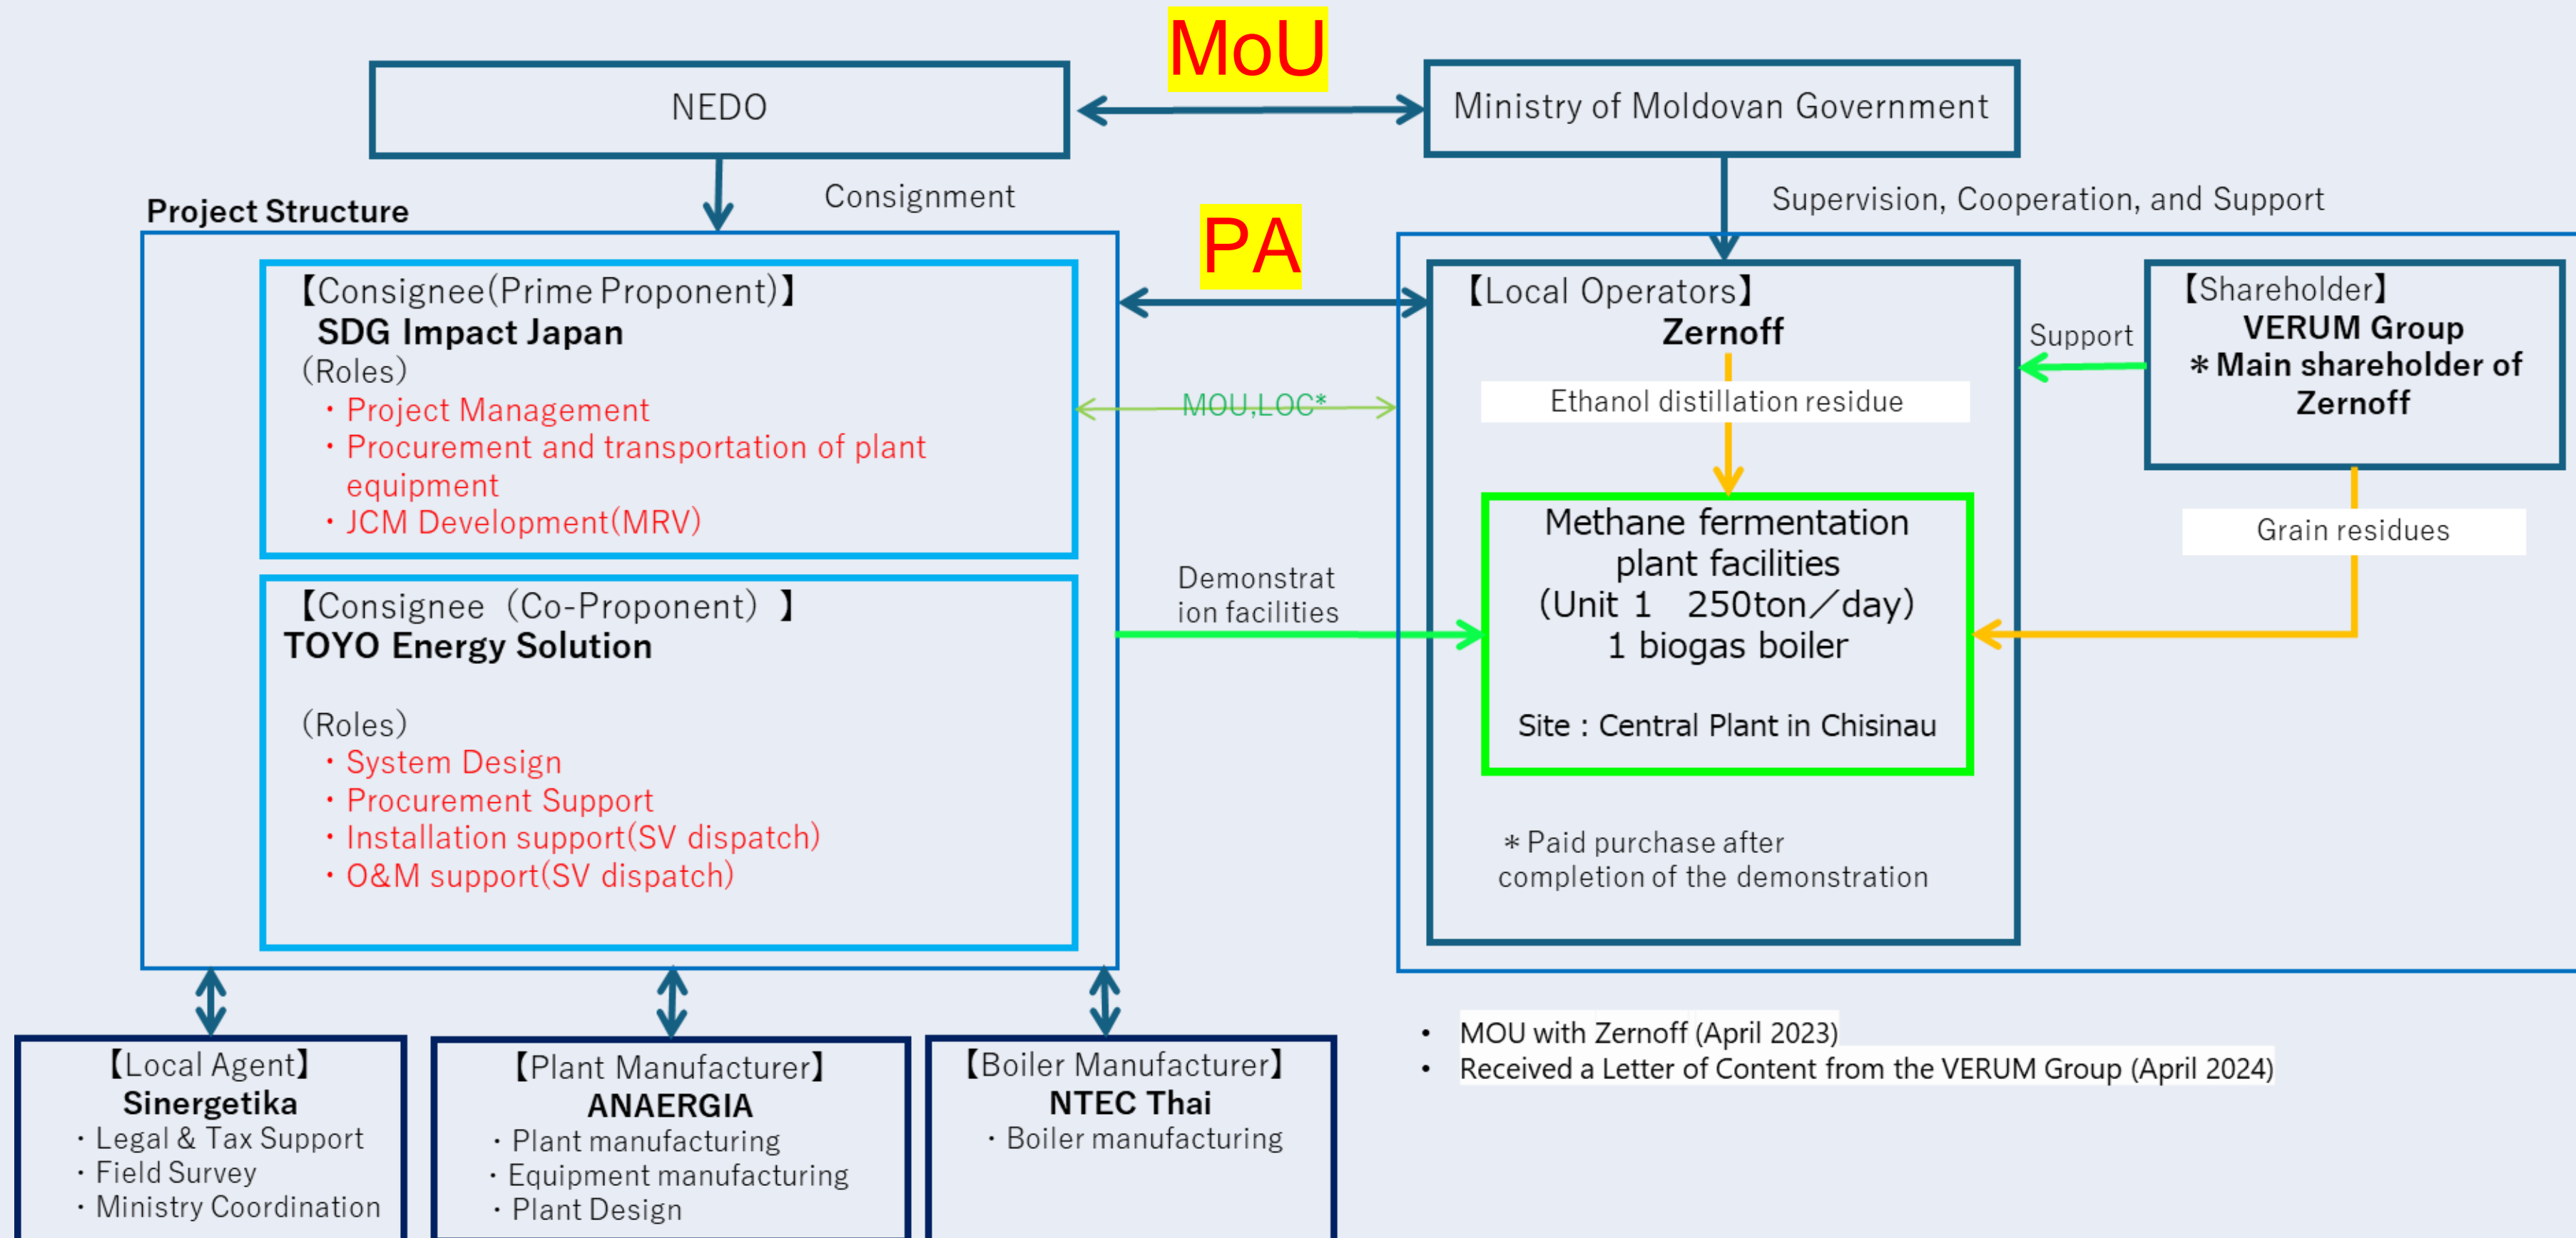 MoU
NEDO
Ministry of Moldovan Government
Consignment
Supervision, Cooperation, and Support
Project Structure
PA
【Consignee(Prime Proponent)】
SDG Impact Japan
(Roles)
・Project Management
・Procurement and transportation of plant
equipment
・JCM Development(MRV)
MOU,LOC*
【Consignee（Co-Proponent）】
TOYO Energy Solution
(Roles)
・System Design
・Procurement Support
・Installation support(SV dispatch)
・O&M support(SV dispatch)
Demonstrat
ion facilities
【Local Operators】
Zernoff
Ethanol distillation residue
Methane fermentation
plant facilities
(Unit 1 250ton／day)
1 biogas boiler
Site : Central Plant in Chisinau
＊Paid purchase after
completion of the demonstration
Support
【Shareholder】
VERUM Group
＊Main shareholder of
Zernoff
Grain residues
【Local Agent】
Sinergetika
・Legal & Tax Support
・Field Survey
・Ministry Coordination
【Plant Manufacturer】
ANAERGIA
・Plant manufacturing
・Equipment manufacturing
・Plant Design
【Boiler Manufacturer】
NTEC Thai
・Boiler manufacturing
• MOU with Zernoff (April 2023)
• Received a Letter of Content from the VERUM Group (April 2024)